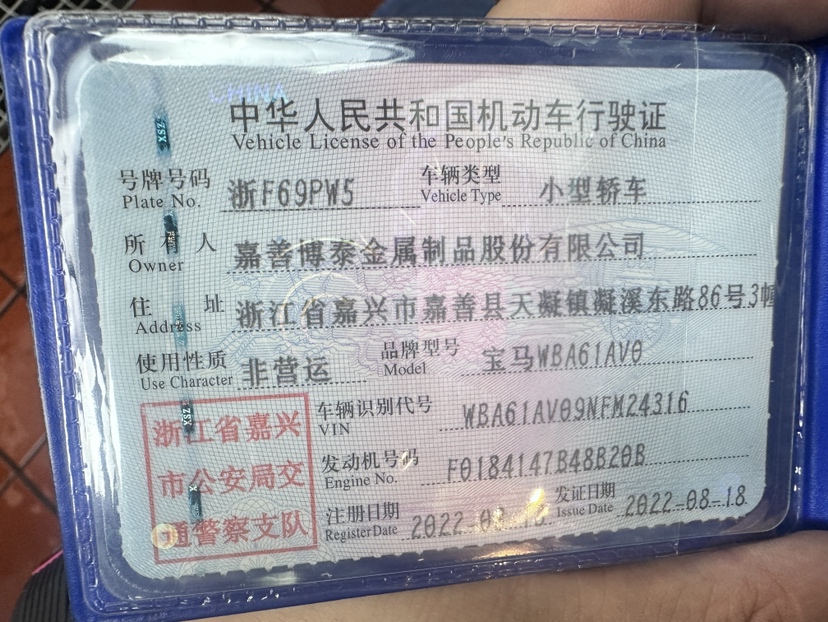 中华人民共和国机动车行驶证
Vehicle License of the People's Republic of China
号牌号码 浙F69PW5 车辆类型 小型轿车
Plate No. Vehicle Type
所有人 嘉善博泰金属制品股份有限公司
Owner
住址 浙江省嘉兴市嘉善县天凝镇凝溪东路86号3幢
Address
使用性质 非营运 品牌型号 宝马WBA61AV0
Use Character Model
浙江省嘉兴
市公安局交
通警察支队
车辆识别代号 WBA61AV09NFM24316
VIN
发动机号码 F0184147B48B20B
Engine No.
注册日期 发证日期 2022-08-18
Register Date Issue Date